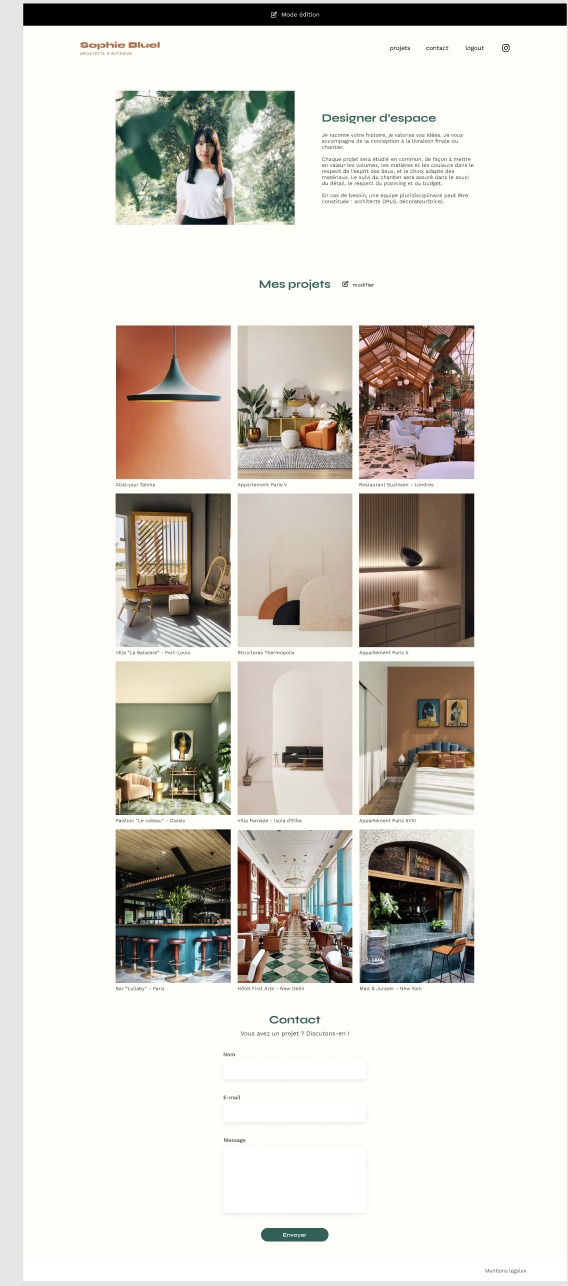 Mode édition
Sophie Bluel
ARCHITECTE D'INTÉRIEUR
projets
contact
logout
Designer d'espace
Je raconte votre histoire, je valorise vos idées. Je vous
accompagne de la conception à la livraison finale du
chantier.
Chaque projet sera étudié en commun, de façon à mettre
en valeur les volumes, les matières et les couleurs dans le
respect de l'esprit des lieux, et le choix adapté des
matériaux. Le suivi du chantier sera assuré dans le souci
du détail, le respect du planning et du budget.
En cas de besoin, une équipe pluridisciplinaire peut être
constituée : architecte DPLG, décorateur(trice).
Mes projets
modifier
Abat-jour Tahina
Appartement Paris V
Restaurant Sushisen - Londres
Villa "La Balisiere" - Port-Louis
Structures Thermopolis
Appartement Paris X
Pavillon "Le coteau" - Cassis
Villa Ferneze - Isola d'Elba
Appartement Paris XVIII
Bar "Lullaby" - Paris
Hôtel First Arte - New Delhi
Contact
Vous avez un projet ? Discutons-en !
Nom
E-mail
Message
Envoyer
Mentions légales